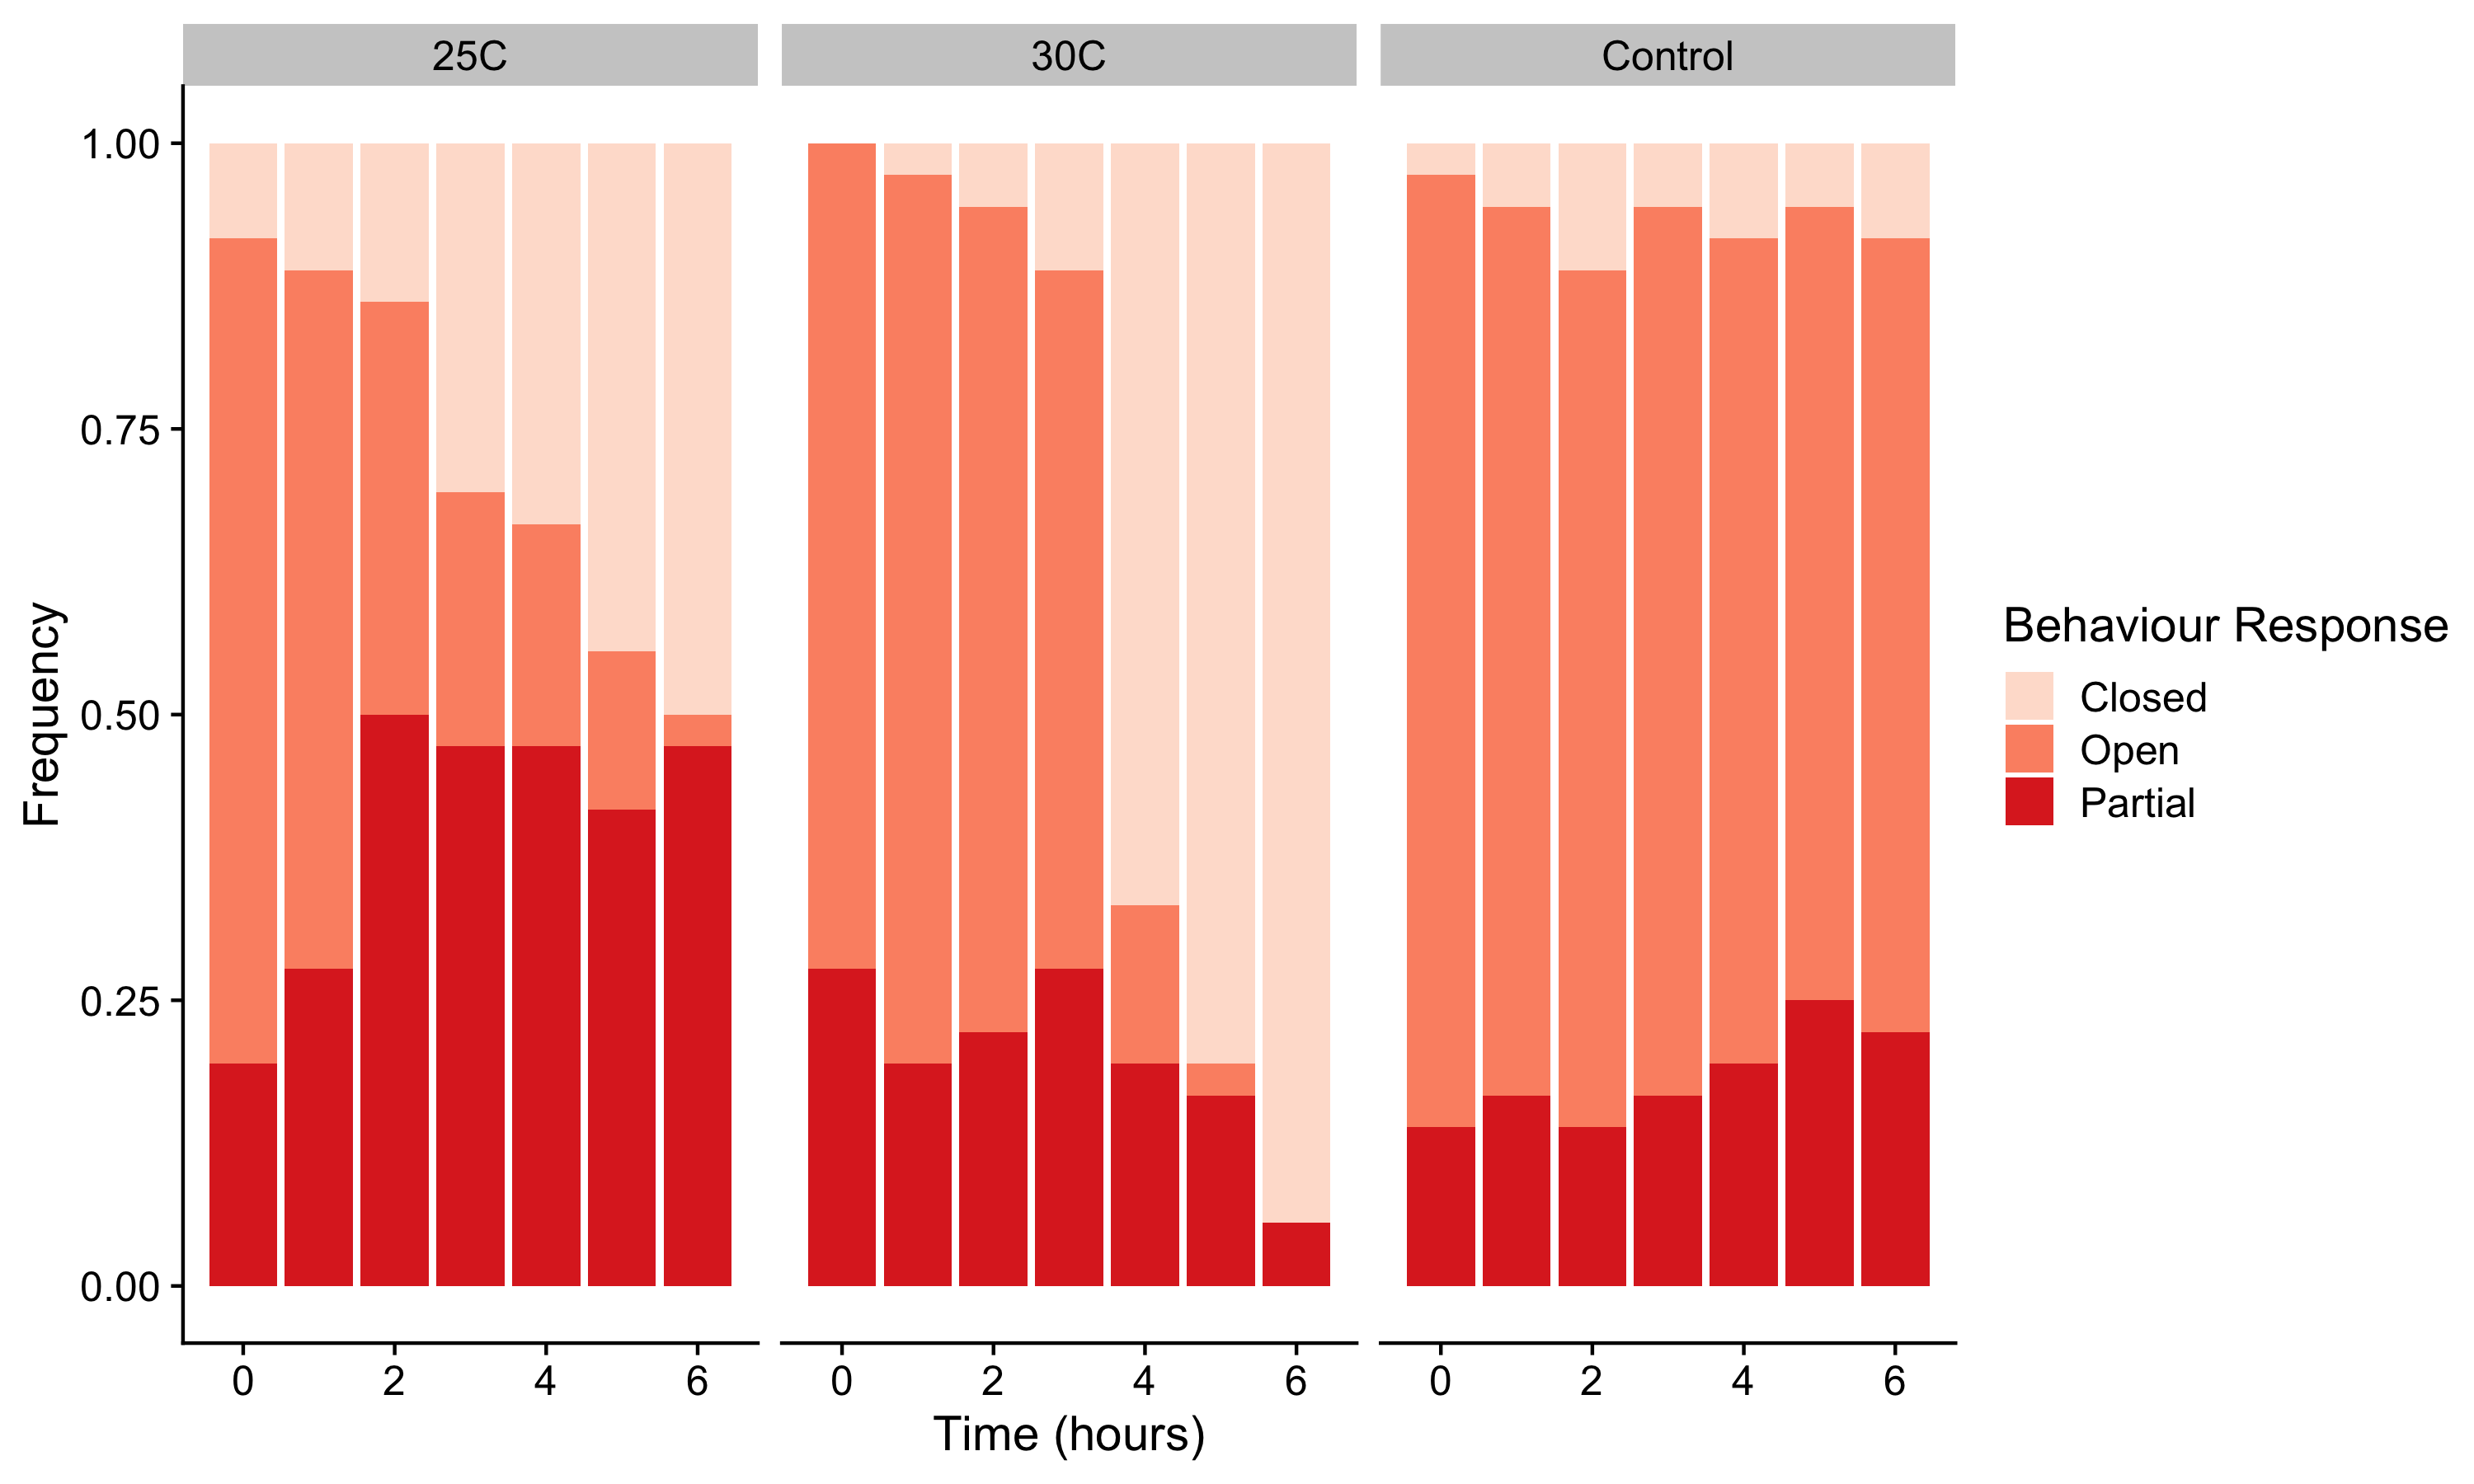 25C 30C Control
1.00
0.75
0.50
0.25
0.00
Frequency
0 2 4 6 0 2 4 6 0 2 4 6
Time (hours)
Behaviour Response
Closed
Open
Partial